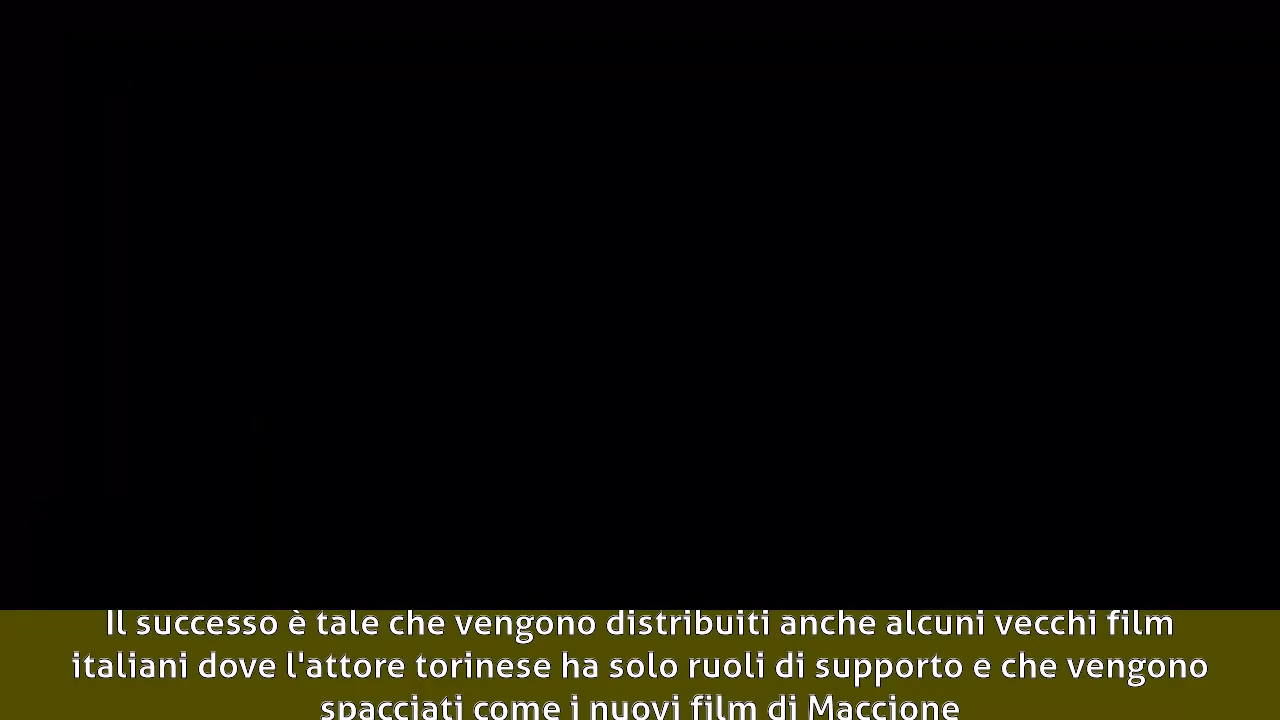 Il successo è tale che vengono distribuiti anche alcuni vecchi film
italiani dove l'attore torinese ha solo ruoli di supporto e che vengono
spacciati come i nuovi film di Maccione